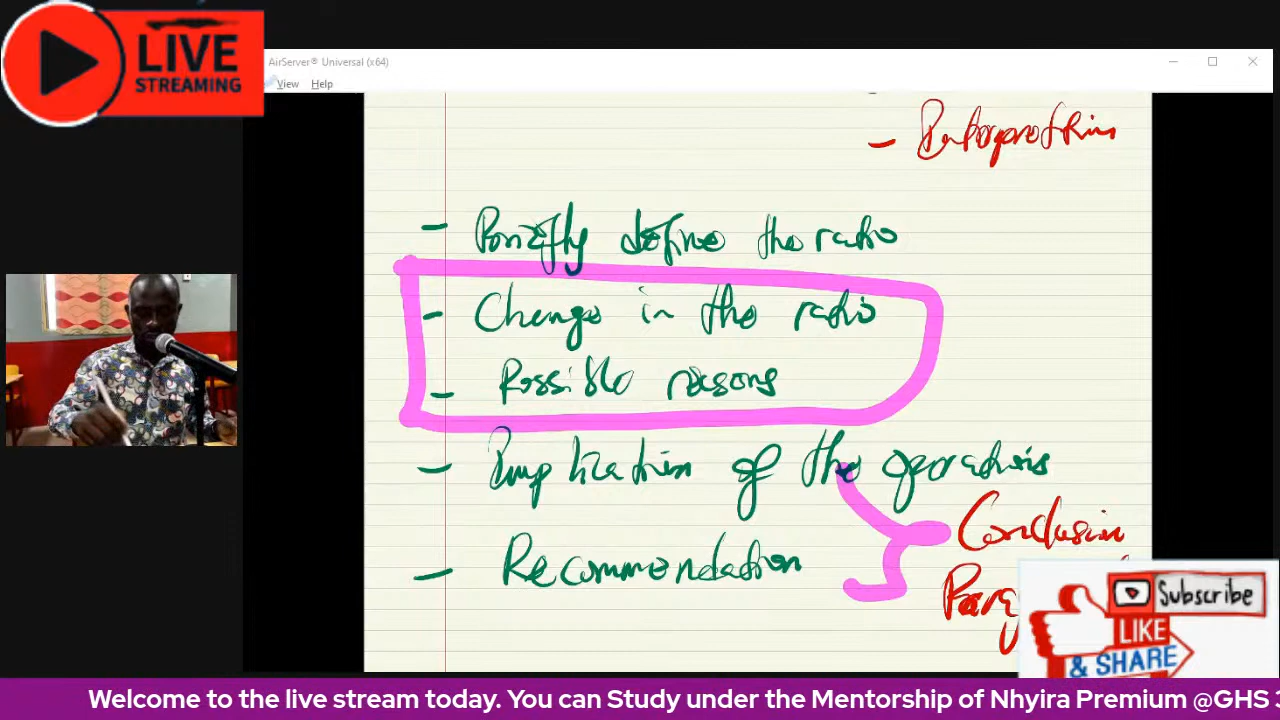 LIVE
STREAMING
AirServer® Universal (x64)
View Help
- Interpretation
- Briefly define the ratio
- Change in the ratio
- Possible reasons
- Implication of the operations
Conclusion
- Recommendation
Subscribe
LIKE
& SHARE
Welcome to the live stream today. You can Study under the Mentorship of Nhyira Premium @GHS